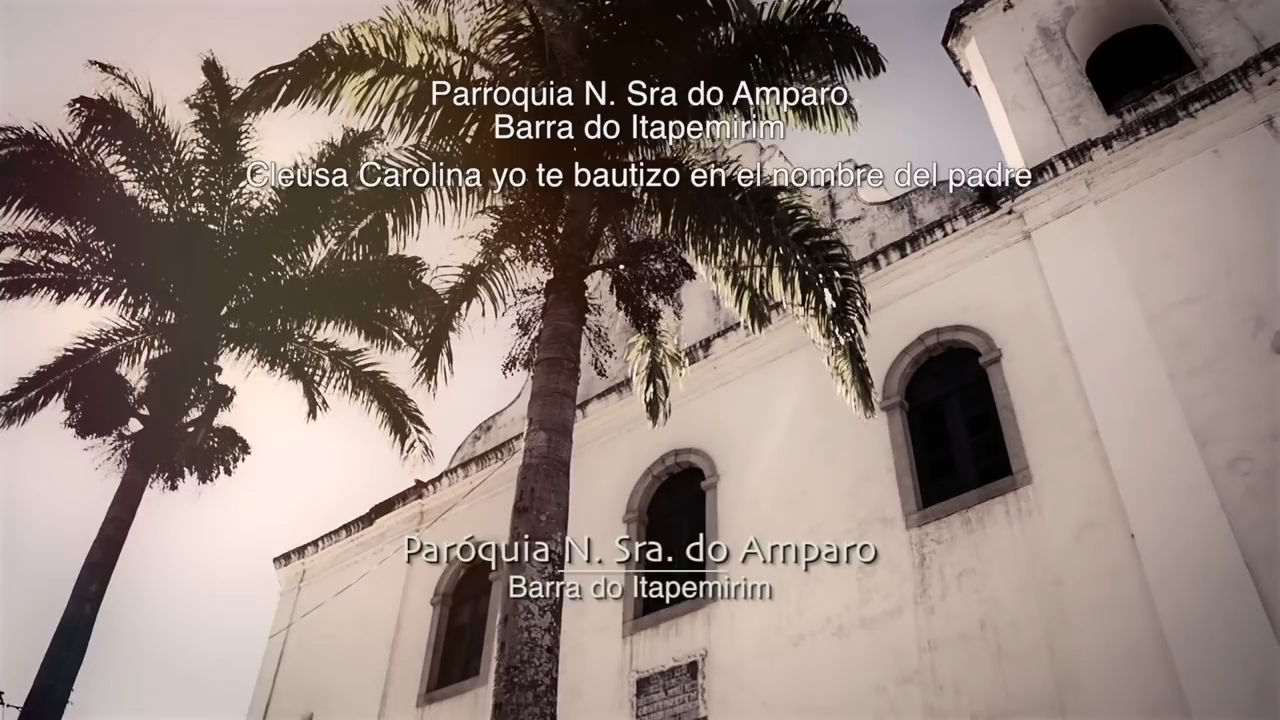 Parroquia N. Sra do Amparo
Barra do Itapemirim
Cleusa Carolina yo te bautizo en el nombre del padre
Paróquia N. Sra. do Amparo
Barra do Itapemirim